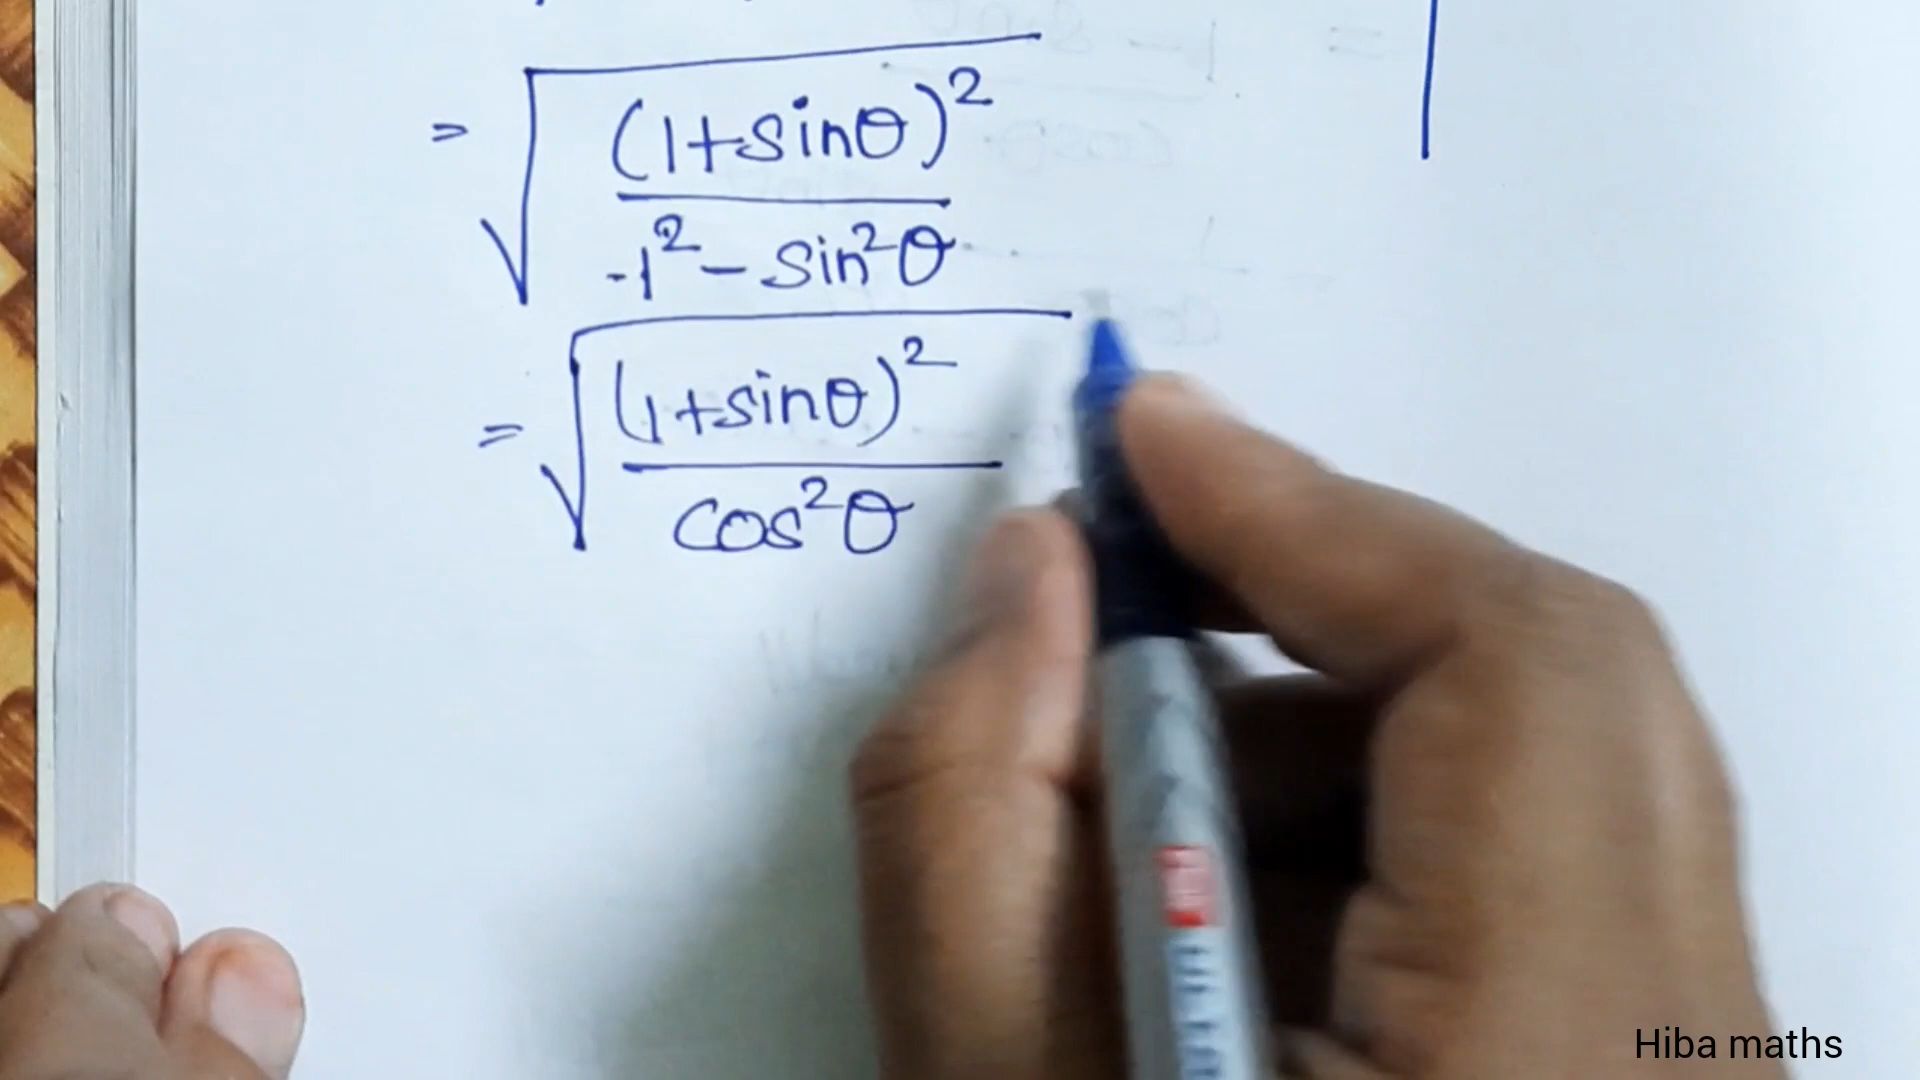 = √((1+sinθ)² / 1² - sin²θ)
= √((1+sinθ)² / cos²θ)
Hiba maths